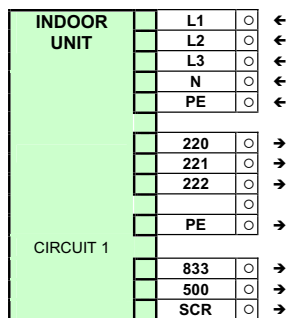 INDOOR UNIT
L1 ○ ←
L2 ○ ←
L3 ○ ←
N ○ ←
PE ○ ←
220 ○ →
221 ○ →
222 ○ →
○
PE ○ →
CIRCUIT 1
833 ○ →
500 ○ →
SCR ○ →